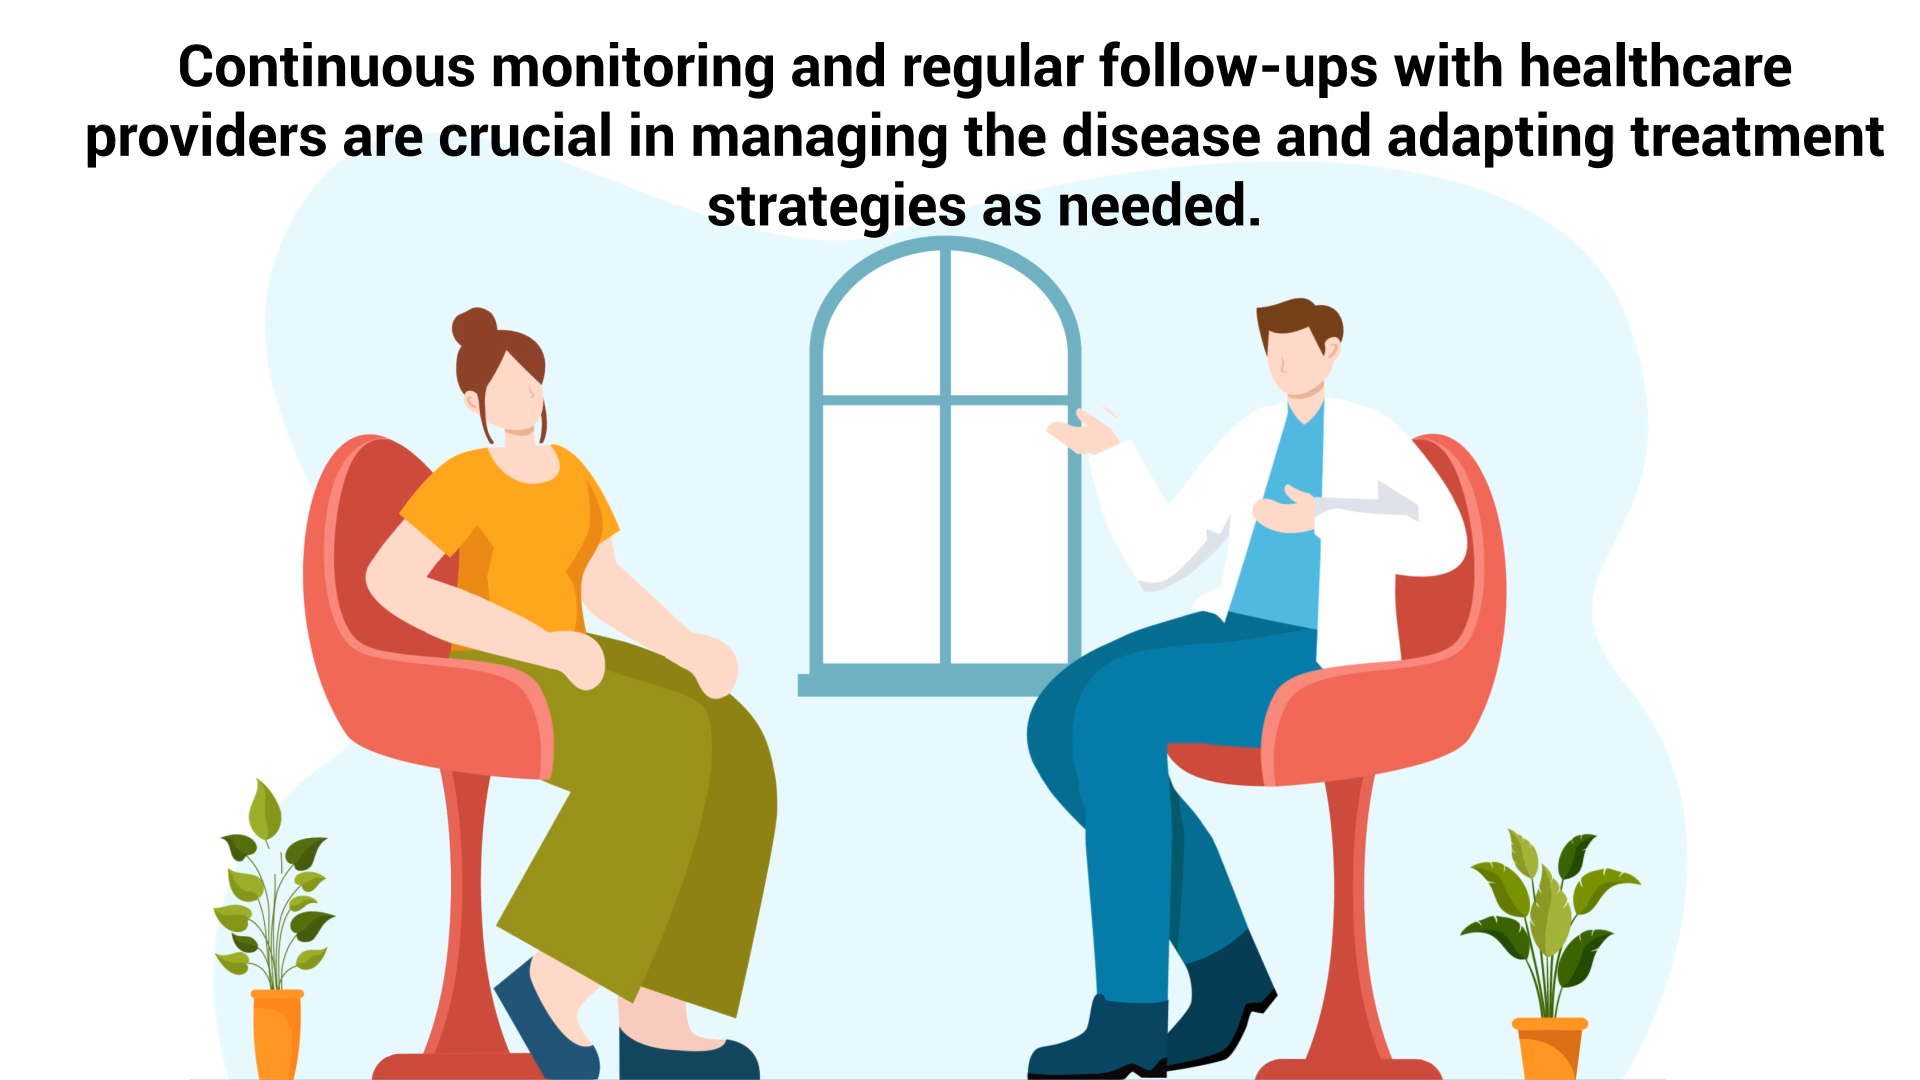 Continuous monitoring and regular follow-ups with healthcare
providers are crucial in managing the disease and adapting treatment
strategies as needed.